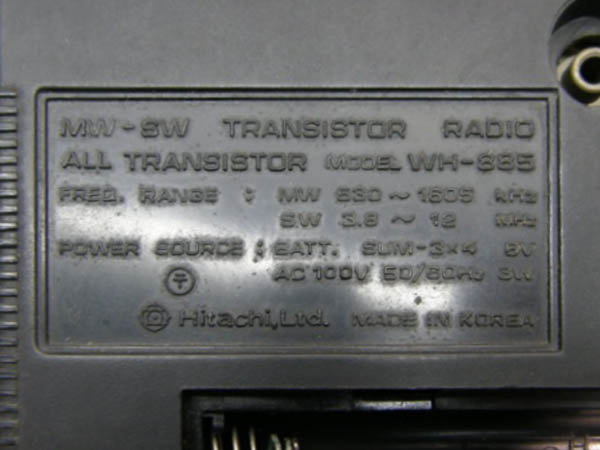 MW-SW TRANSISTOR RADIO
ALL TRANSISTOR MODEL WH-885
FREQ. RANGE : MW 530~1605 kHz
SW 3.8 ~ 12 MHz
POWER SOURCE : BATT. SUM-3×4 6V
AC 100V 50/60Hz 3W
〒
Hitachi, Ltd. MADE IN KOREA